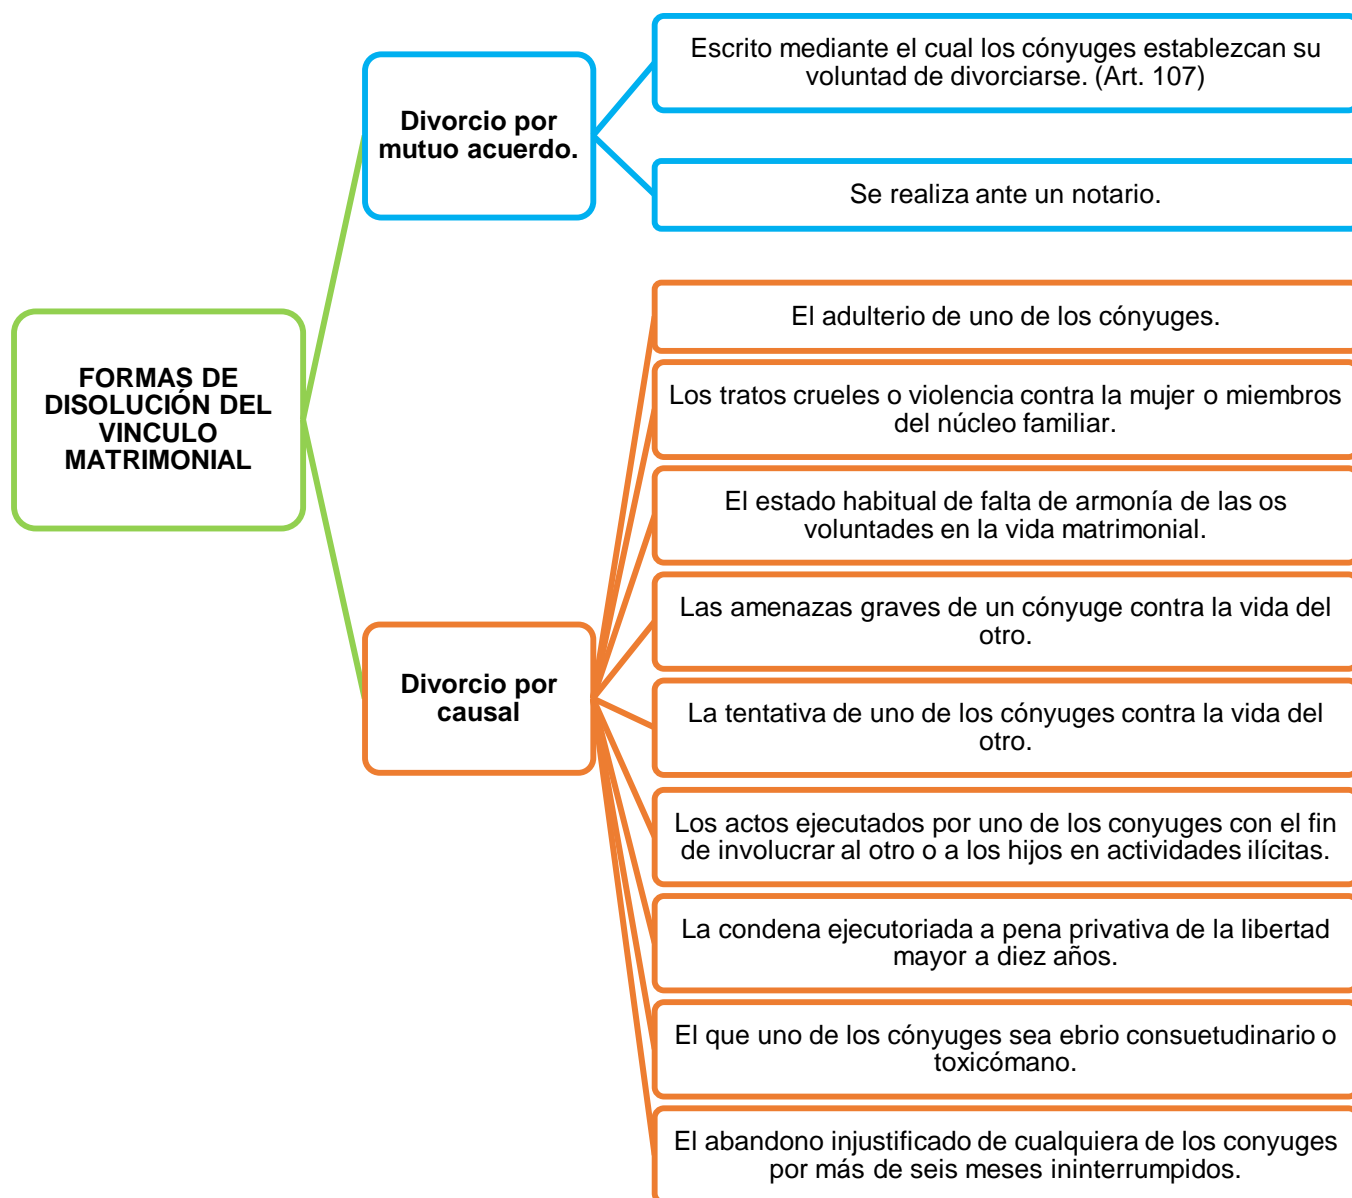 FORMAS DE
DISOLUCIÓN DEL
VINCULO
MATRIMONIAL
Divorcio por
mutuo acuerdo.
Escrito mediante el cual los cónyuges establezcan su
voluntad de divorciarse. (Art. 107)
Se realiza ante un notario.
Divorcio por
causal
El adulterio de uno de los cónyuges.
Los tratos crueles o violencia contra la mujer o miembros
del núcleo familiar.
El estado habitual de falta de armonía de las os
voluntades en la vida matrimonial.
Las amenazas graves de un cónyuge contra la vida del
otro.
La tentativa de uno de los cónyuges contra la vida del
otro.
Los actos ejecutados por uno de los conyuges con el fin
de involucrar al otro o a los hijos en actividades ilícitas.
La condena ejecutoriada a pena privativa de la libertad
mayor a diez años.
El que uno de los cónyuges sea ebrio consuetudinario o
toxicómano.
El abandono injustificado de cualquiera de los conyuges
por más de seis meses ininterrumpidos.